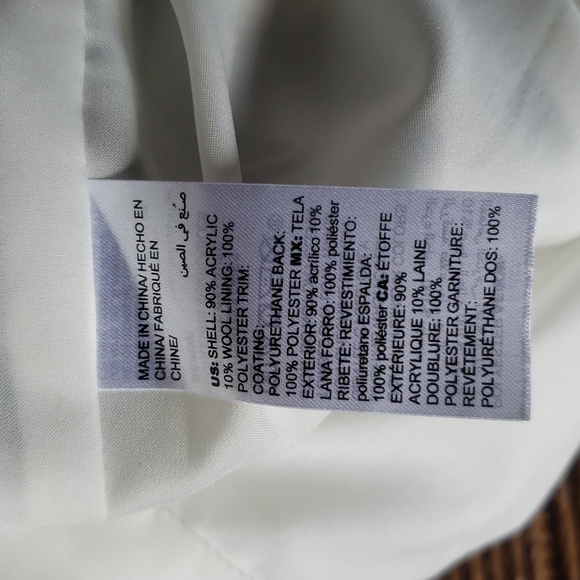 MADE IN CHINA/ HECHO EN
CHINA/ FABRIQUÉ EN
CHINE/
صنع في الصين
US: SHELL: 90% ACRYLIC
10% WOOL LINING: 100%
POLYESTER TRIM:
COATING:
POLYURETHANE BACK:
100% POLYESTER MX: TELA
EXTERIOR: 90% acrílico 10%
LANA FORRO: 100% poliéster
RIBETE: REVESTIMIENTO:
poliuretano ESPALDA:
100% poliéster CA: ÉTOFFE
EXTÉRIEURE: 90%
ACRYLIQUE 10% LAINE
DOUBLURE: 100%
POLYESTER GARNITURE:
REVÊTEMENT:
POLYURÉTHANE DOS: 100%